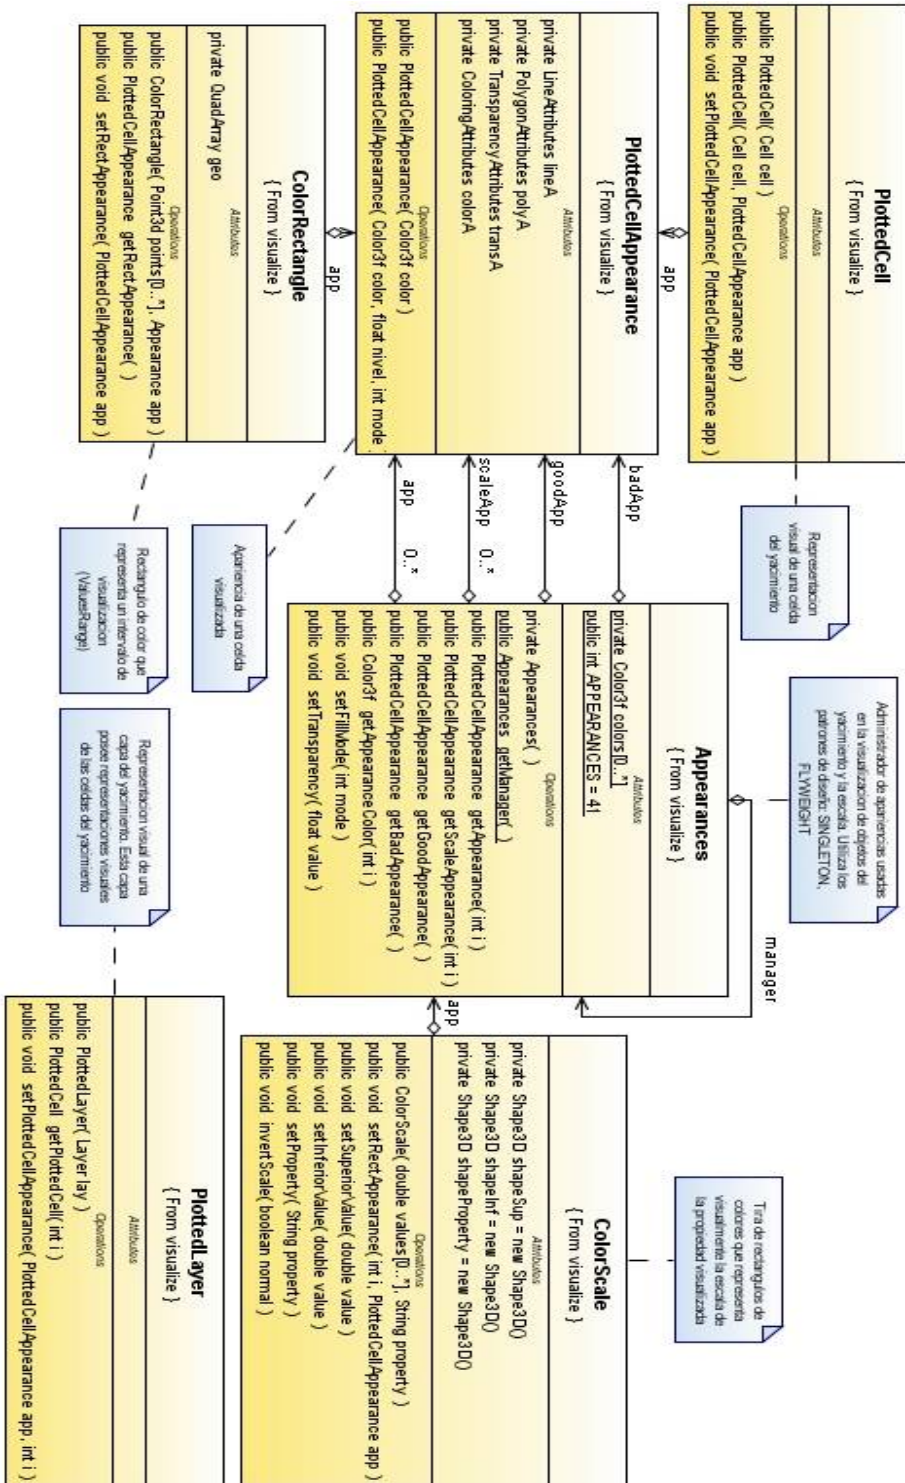 PlottedCell
{ From visualize }
Attributes
Operations
public PlottedCell( Cell cell )
public PlottedCell( Cell cell, PlottedCellAppearance app )
public void setPlottedCellAppearance( PlottedCellAppearance app )
Representacion
visual de una celda
del yacimiento
Administrador de apariencias usadas
en la visualizacion de objetos del
yacimiento y la escala. Utiliza los
patrones de diseño: SINGLETON,
FLYWEIGHT
app
PlottedCellAppearance
{ From visualize }
Attributes
private LineAttributes lineA
private PolygonAttributes polyA
private TransparencyAttributes transA
private ColoringAttributes colorA
Operations
public PlottedCellAppearance( Color3f color )
public PlottedCellAppearance( Color3f color, float nivel, int mode
badApp
goodApp
scaleApp
0..*
app
0..*
manager
Appearances
{ From visualize }
Attributes
private Color3f colors[0..*]
public int APPEARANCES = 41
Operations
private Appearances( )
public Appearances getManager( )
public PlottedCellAppearance getAppearance( int i )
public PlottedCellAppearance getScaleAppearance( int i )
public PlottedCellAppearance getGoodAppearance( )
public PlottedCellAppearance getBadAppearance( )
public Color3f getAppearanceColor( int i )
public void setFillMode( int mode )
public void setTransparency( float value )
Tira de rectangulos de
colores que representa
visualmente la escala de
la propiedad visualizada
app
ColorScale
{ From visualize }
Attributes
private Shape3D shapeSup = new Shape3D()
private Shape3D shapeInf = new Shape3D()
private Shape3D shapeProperty = new Shape3D()
Operations
public ColorScale( double values[0..*], String property )
public void setRectAppearance( int i, PlottedCellAppearance app )
public void setSuperiorValue( double value )
public void setInferiorValue( double value )
public void setProperty( String property )
public void invertScale( boolean normal )
app
ColorRectangle
{ From visualize }
Attributes
private QuadArray geo
Operations
public ColorRectangle( Point3d points[0..*], Appearance app )
public PlottedCellAppearance getRectAppearance( )
public void setRectAppearance( PlottedCellAppearance app )
Apariencia de una celda
visualizada
Rectangulo de color que
representa un intervalo de
visualizacion
(ValuesRange)
Representacion visual de una
capa del yacimiento. Esta capa
posee representaciones visuales
de las celdas del yacimiento
PlottedLayer
{ From visualize }
Attributes
Operations
public PlottedLayer( Layer lay )
public PlottedCell getPlottedCell( int i )
public void setPlottedCellAppearance( PlottedCellAppearance app, int i )